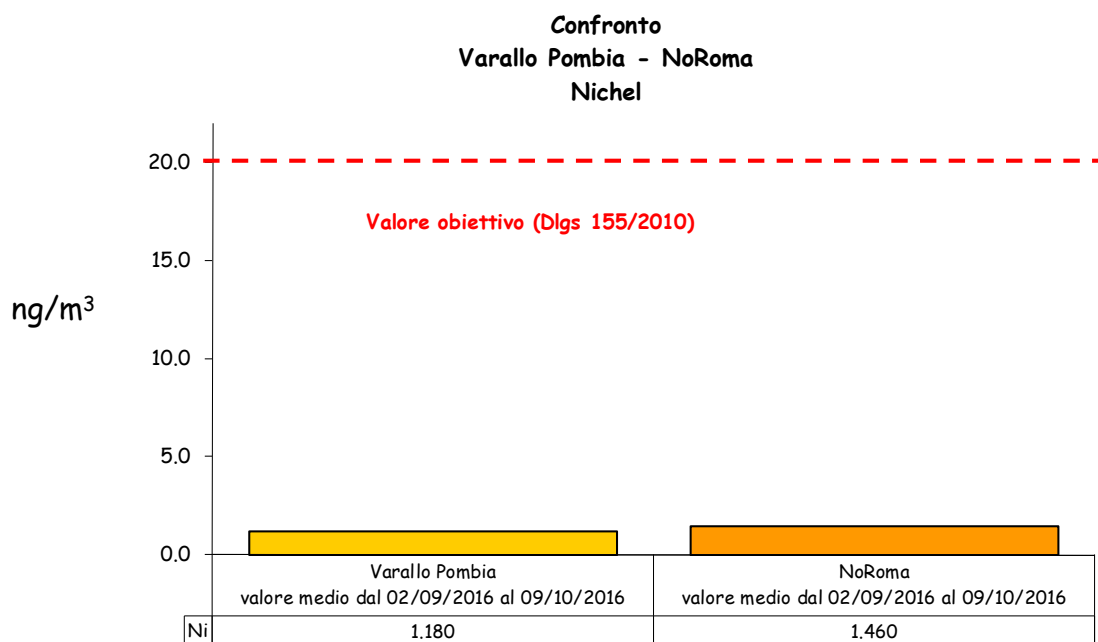 Confronto
Varallo Pombia - NoRoma
Nichel
20.0
Valore obiettivo (Dlgs 155/2010)
15.0
ng/m³
10.0
5.0
0.0
Varallo Pombia
valore medio dal 02/09/2016 al 09/10/2016
NoRoma
valore medio dal 02/09/2016 al 09/10/2016
Ni 1.180 1.460